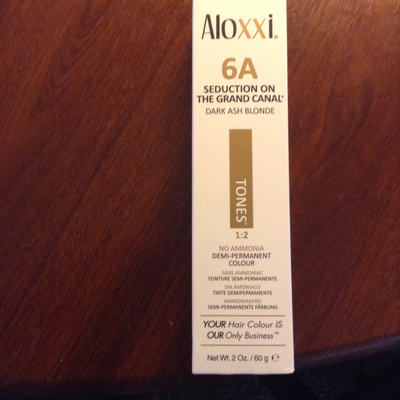 Aloxxi®
6A
SEDUCTION ON
THE GRAND CANAL®
DARK ASH BLONDE
TONES®
1:2
NO AMMONIA
DEMI-PERMANENT
COLOUR
SANS AMMONIAC
TEINTURE SEMI-PERMANENTE
SIN AMONIACO
TINTE DEMIPERMANENTE
AMMONIAKFREI
SEMI-PERMANENTE FÄRBUNG
YOUR Hair Colour IS
OUR Only Business™
Net Wt. 2 Oz. / 60 g ℮